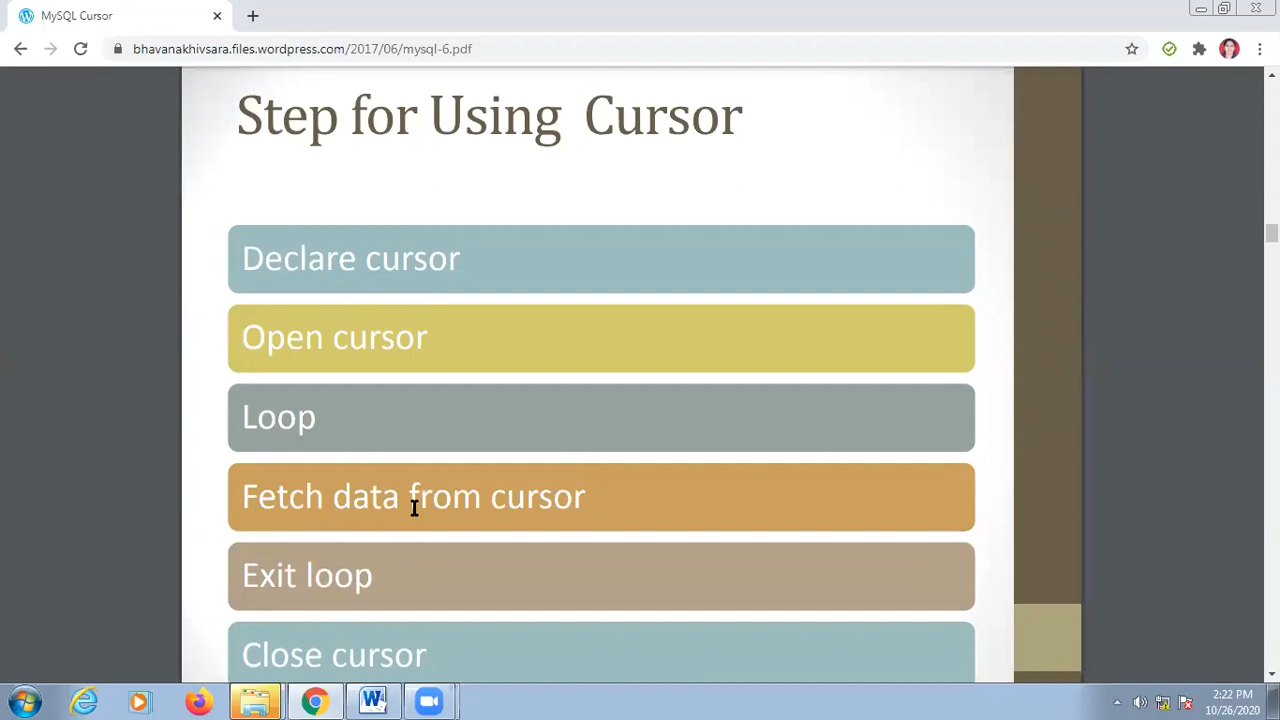 MySQL Cursor
bhavanakhivsara.files.wordpress.com/2017/06/mysql-6.pdf
Step for Using Cursor
Declare cursor
Open cursor
Loop
Fetch data from cursor
Exit loop
Close cursor
2:22 PM
10/26/2020